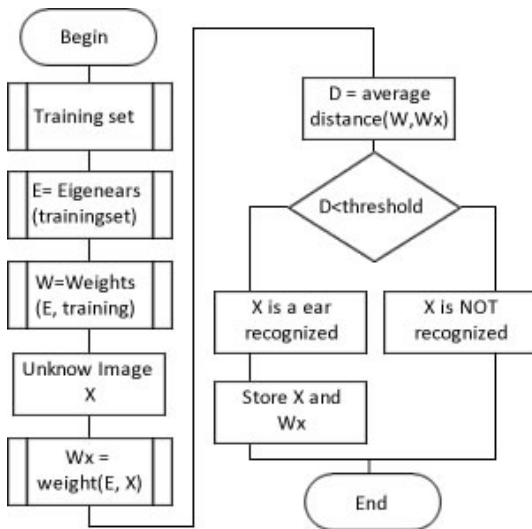 Begin
Training set
E= Eigenears
(trainingset)
W=Weights
(E, training)
Unknow Image
X
Wx =
weight(E, X)
D = average
distance(W,Wx)
D<threshold
X is a ear
recognized
X is NOT
recognized
Store X and
Wx
End